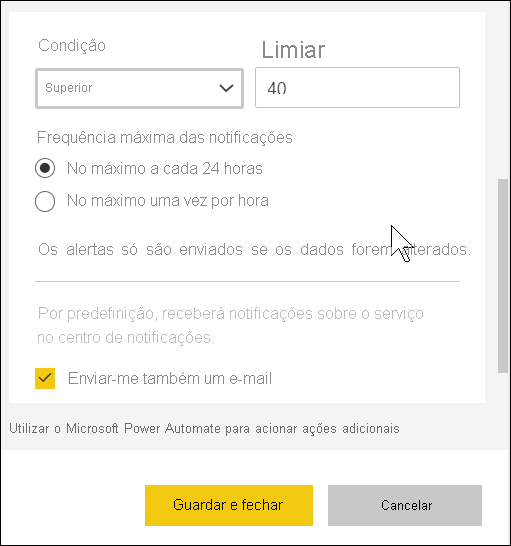 Condição
Limiar
Superior
40
Frequência máxima das notificações
No máximo a cada 24 horas
No máximo uma vez por hora
Os alertas só são enviados se os dados forem alterados.
Por predefinição, receberá notificações sobre o serviço
no centro de notificações.
Enviar-me também um e-mail
Utilizar o Microsoft Power Automate para acionar ações adicionais
Guardar e fechar
Cancelar